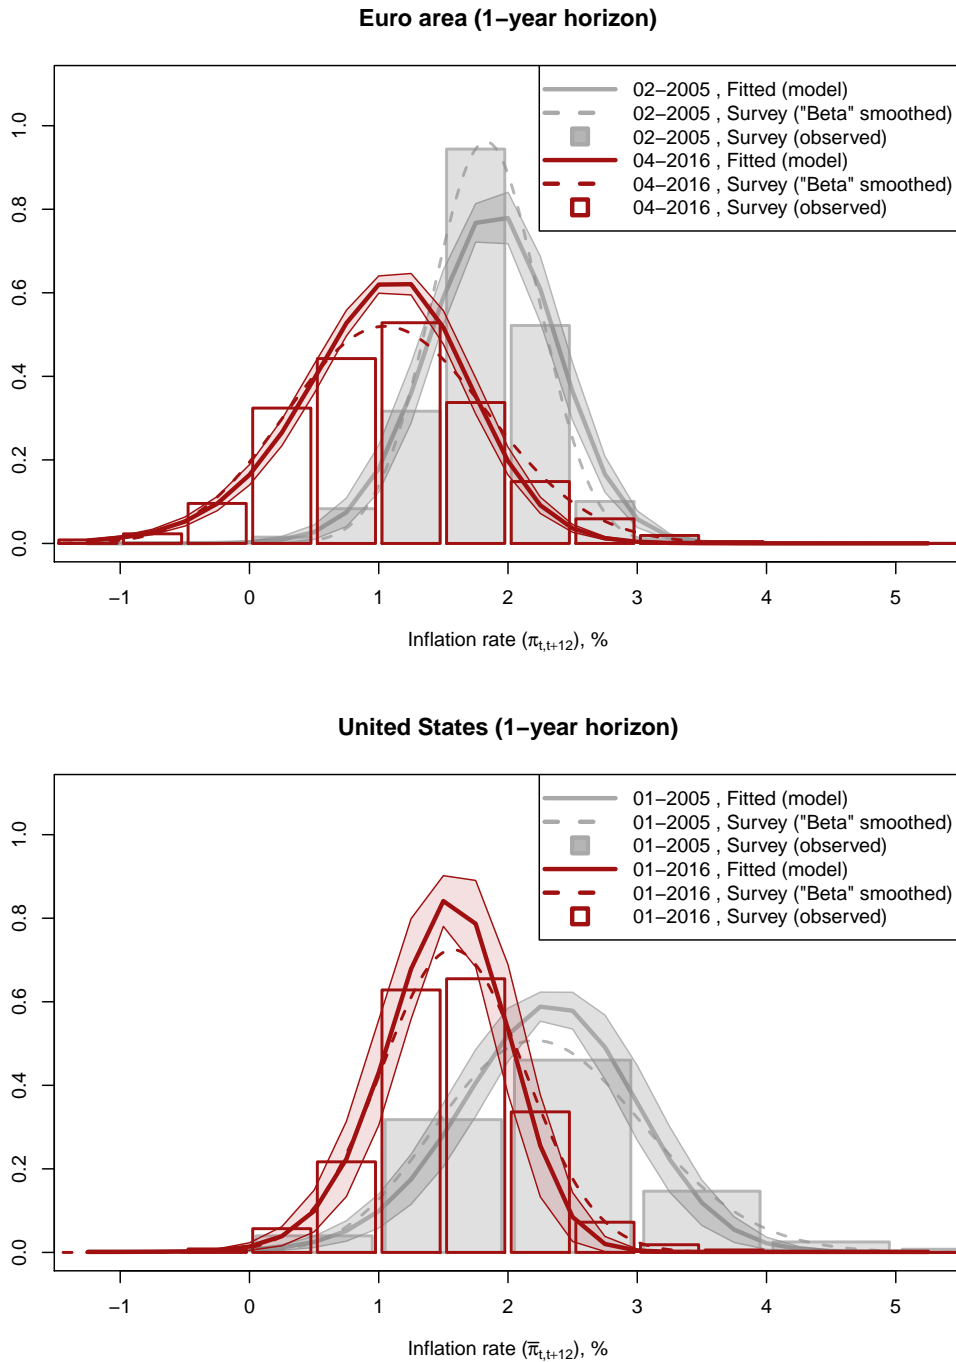 Euro area (1−year horizon)
02−2005 , Fitted (model)
02−2005 , Survey ("Beta" smoothed)
02−2005 , Survey (observed)
04−2016 , Fitted (model)
04−2016 , Survey ("Beta" smoothed)
04−2016 , Survey (observed)
1.0
0.8
0.6
0.4
0.2
0.0
−1 0 1 2 3 4 5
Inflation rate (π_{t,t+12}), %
United States (1−year horizon)
01−2005 , Fitted (model)
01−2005 , Survey ("Beta" smoothed)
01−2005 , Survey (observed)
01−2016 , Fitted (model)
01−2016 , Survey ("Beta" smoothed)
01−2016 , Survey (observed)
1.0
0.8
0.6
0.4
0.2
0.0
−1 0 1 2 3 4 5
Inflation rate (π̅_{t,t+12}), %